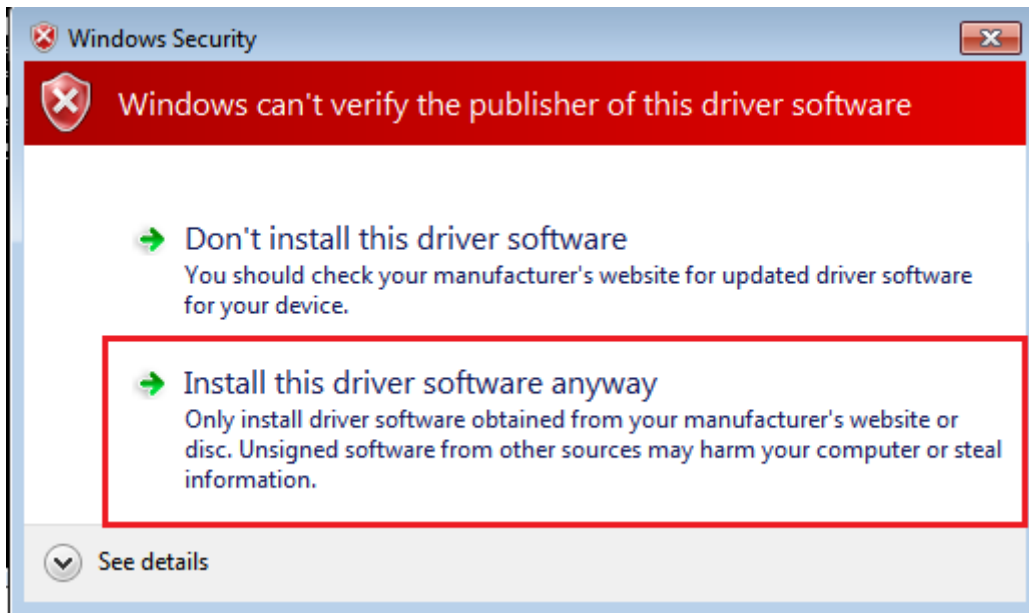 Windows Security
Windows can't verify the publisher of this driver software
Don't install this driver software
You should check your manufacturer's website for updated driver software
for your device.
Install this driver software anyway
Only install driver software obtained from your manufacturer's website or
disc. Unsigned software from other sources may harm your computer or steal
information.
See details